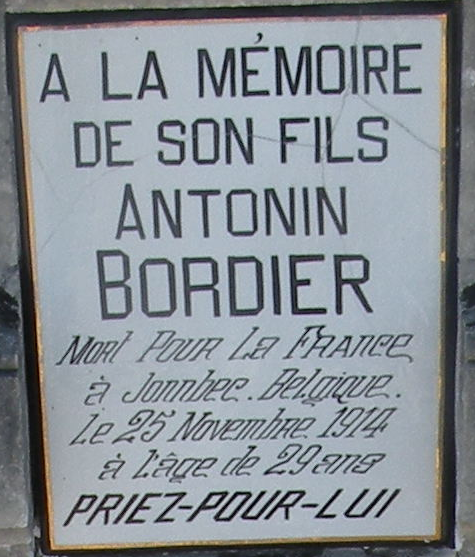 A LA MÉMOIRE
DE SON FILS
ANTONIN
BORDIER
Mort Pour La France
à Jonnbec. Belgique.
Le 25 Novembre 1914
à l'âge de 29 ans
PRIEZ-POUR-LUI